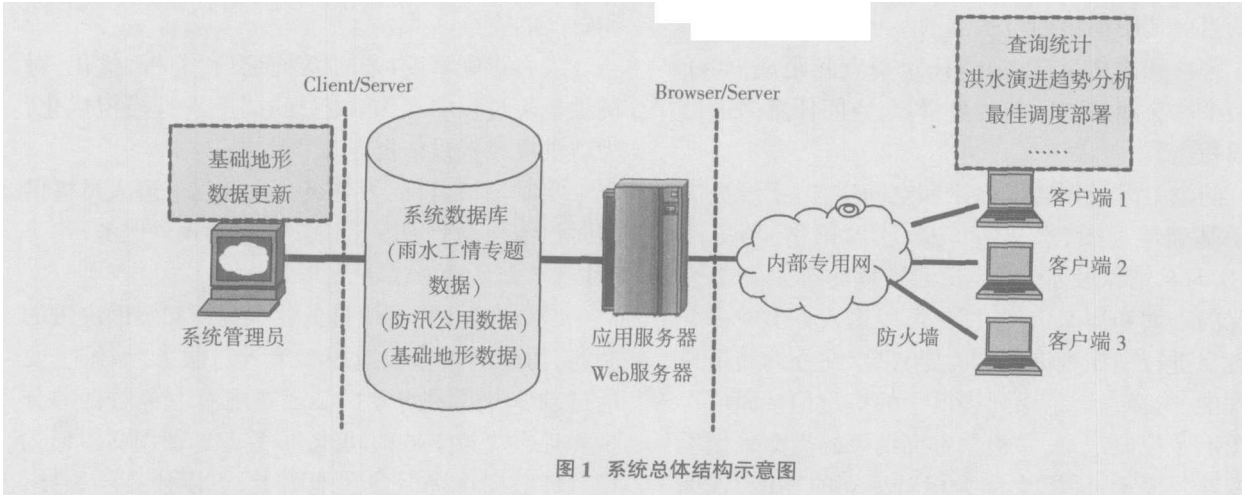 Client/Server
Browser/Server
查询统计
洪水演进趋势分析
最佳调度部署
……
基础地形
数据更新
系统管理员
系统数据库
(雨水工情专题
数据)
(防汛公用数据)
(基础地形数据)
应用服务器
Web服务器
内部专用网
防火墙
客户端 1
客户端 2
客户端 3
图 1 系统总体结构示意图